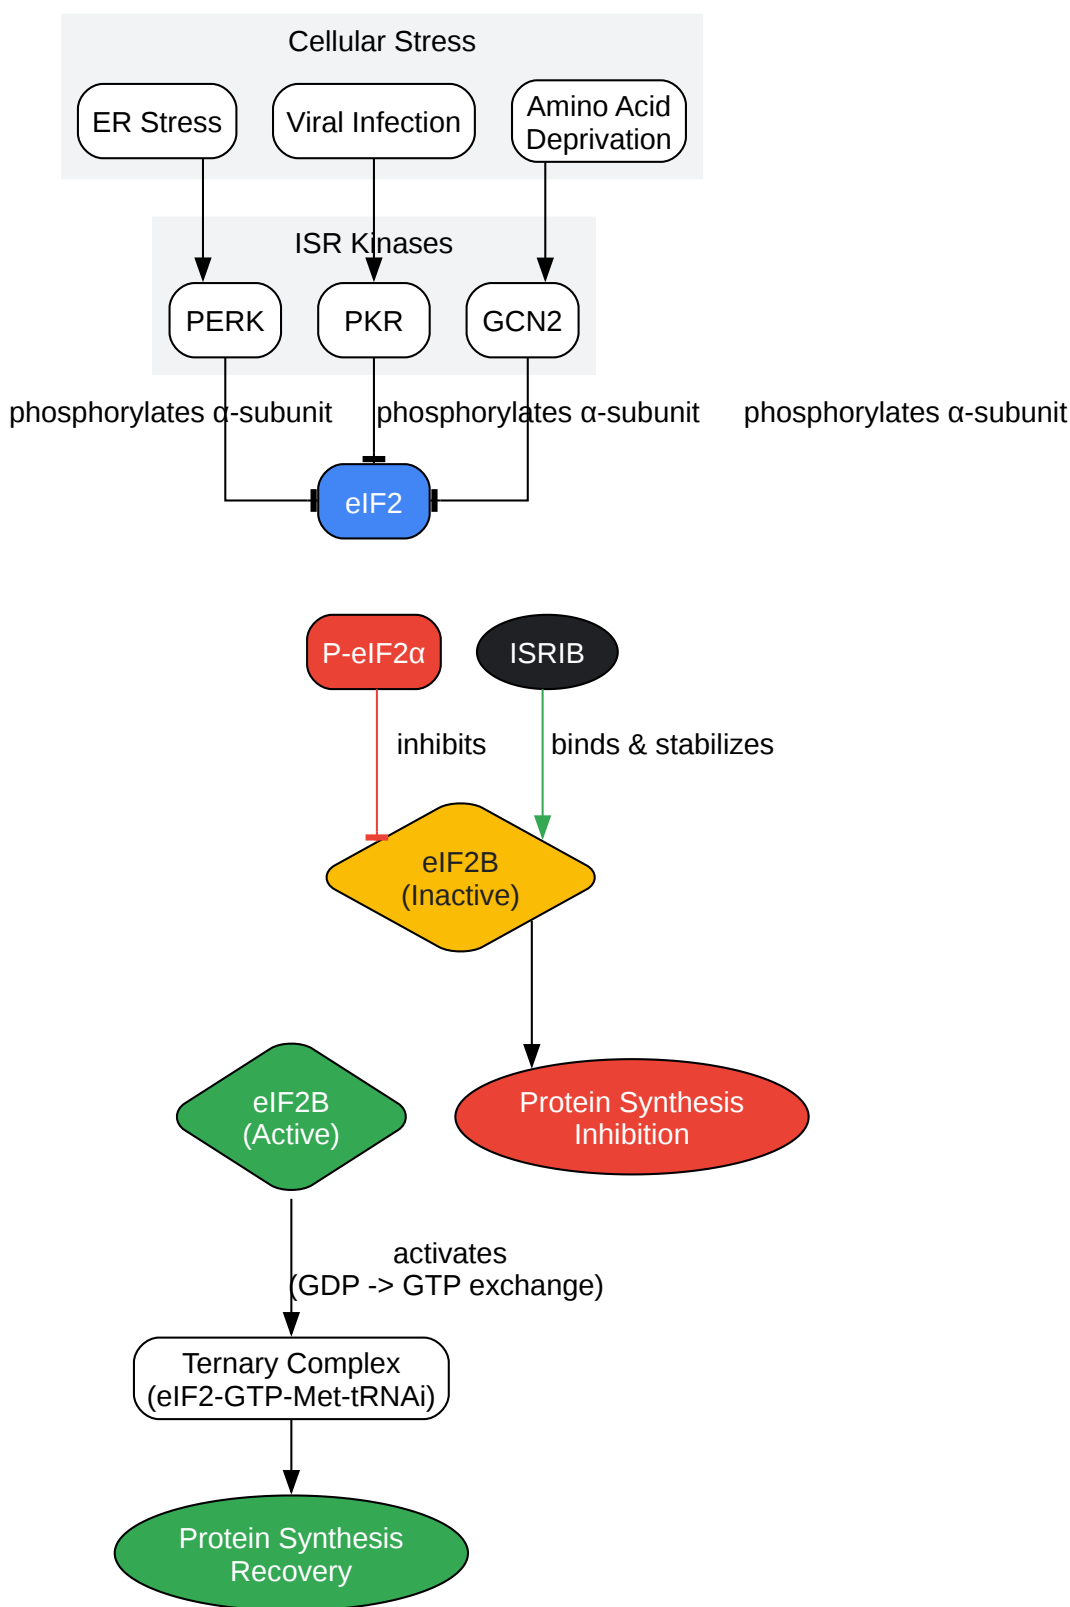 Cellular Stress
ER Stress
Viral Infection
Amino Acid
Deprivation
ISR Kinases
PERK
PKR
GCN2
phosphorylates α-subunit
phosphorylates α-subunit
phosphorylates α-subunit
eIF2
P-eIF2α
ISRIB
inhibits
binds & stabilizes
eIF2B
(Inactive)
eIF2B
(Active)
Protein Synthesis
Inhibition
activates
(GDP -> GTP exchange)
Ternary Complex
(eIF2-GTP-Met-tRNAi)
Protein Synthesis
Recovery